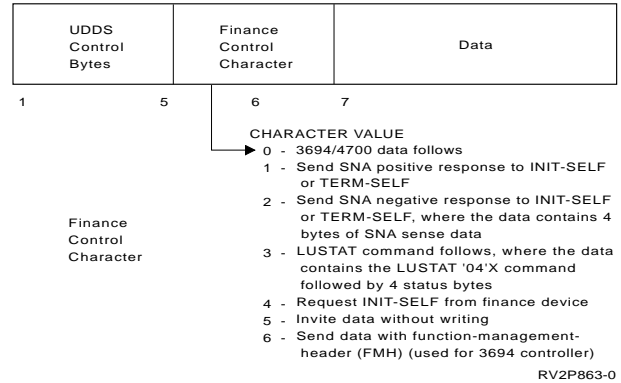 UDDS
Control
Bytes
Finance
Control
Character
Data
1 5 6 7
CHARACTER VALUE
0 - 3694/4700 data follows
1 - Send SNA positive response to INIT-SELF
or TERM-SELF
2 - Send SNA negative response to INIT-SELF
or TERM-SELF, where the data contains 4
bytes of SNA sense data
Finance
Control
Character
3 - LUSTAT command follows, where the data
contains the LUSTAT '04'X command
followed by 4 status bytes
4 - Request INIT-SELF from finance device
5 - Invite data without writing
6 - Send data with function-management-
header (FMH) (used for 3694 controller)
RV2P863-0